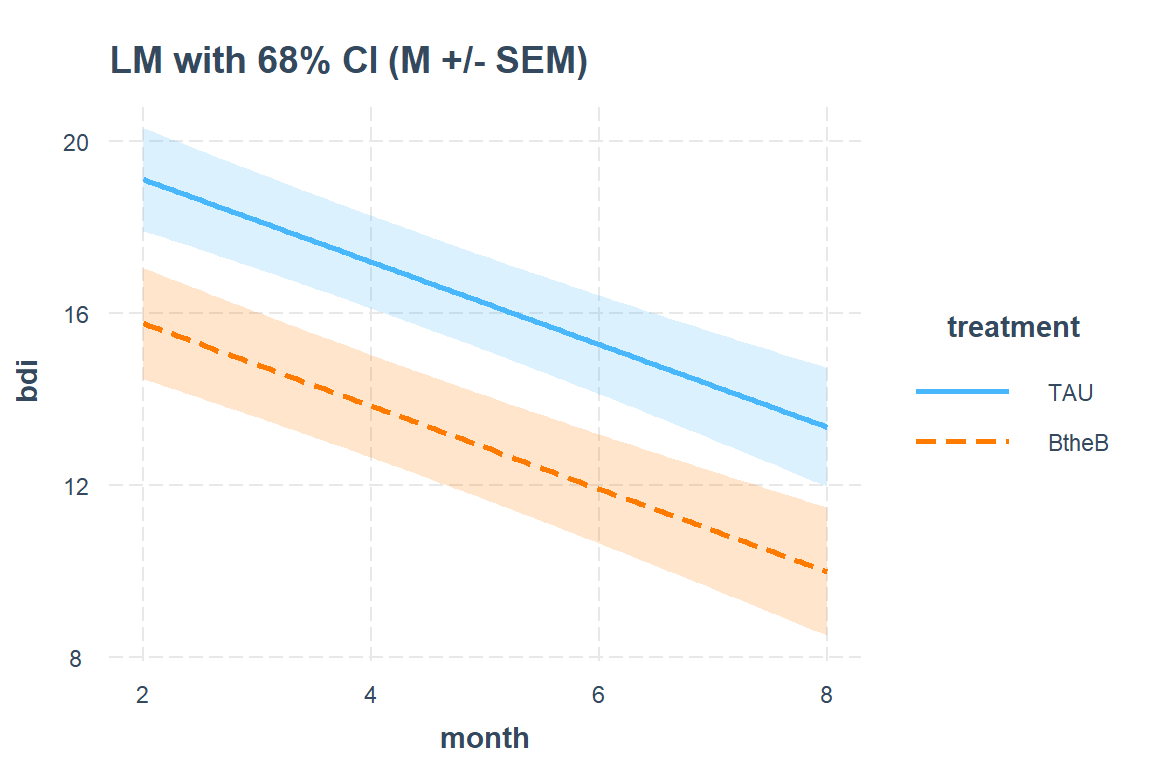 LM with 68% CI (M +/- SEM)
20
16
12
8
bdi
2 4 6 8
month
treatment
TAU
BtheB